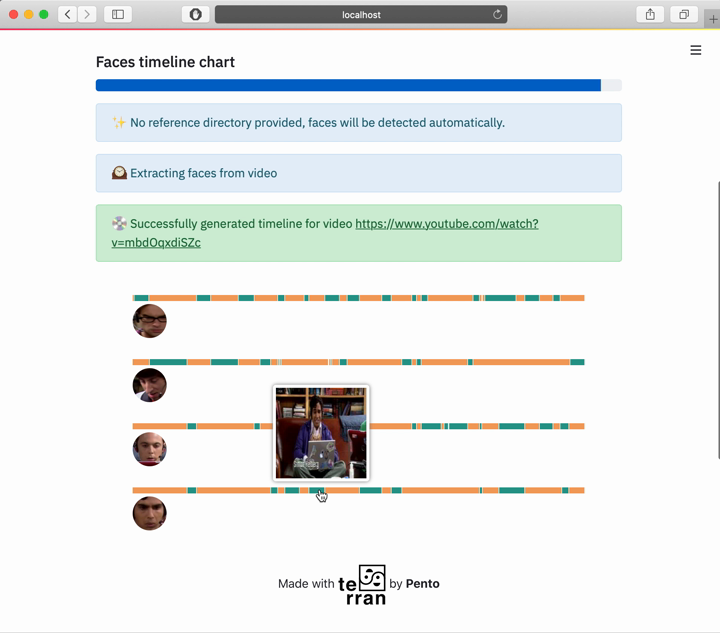 localhost
Faces timeline chart
✨ No reference directory provided, faces will be detected automatically.
🕰️ Extracting faces from video
💿 Successfully generated timeline for video https://www.youtube.com/watch?
v=mbdOqxdiSZc
Made with terran by Pento